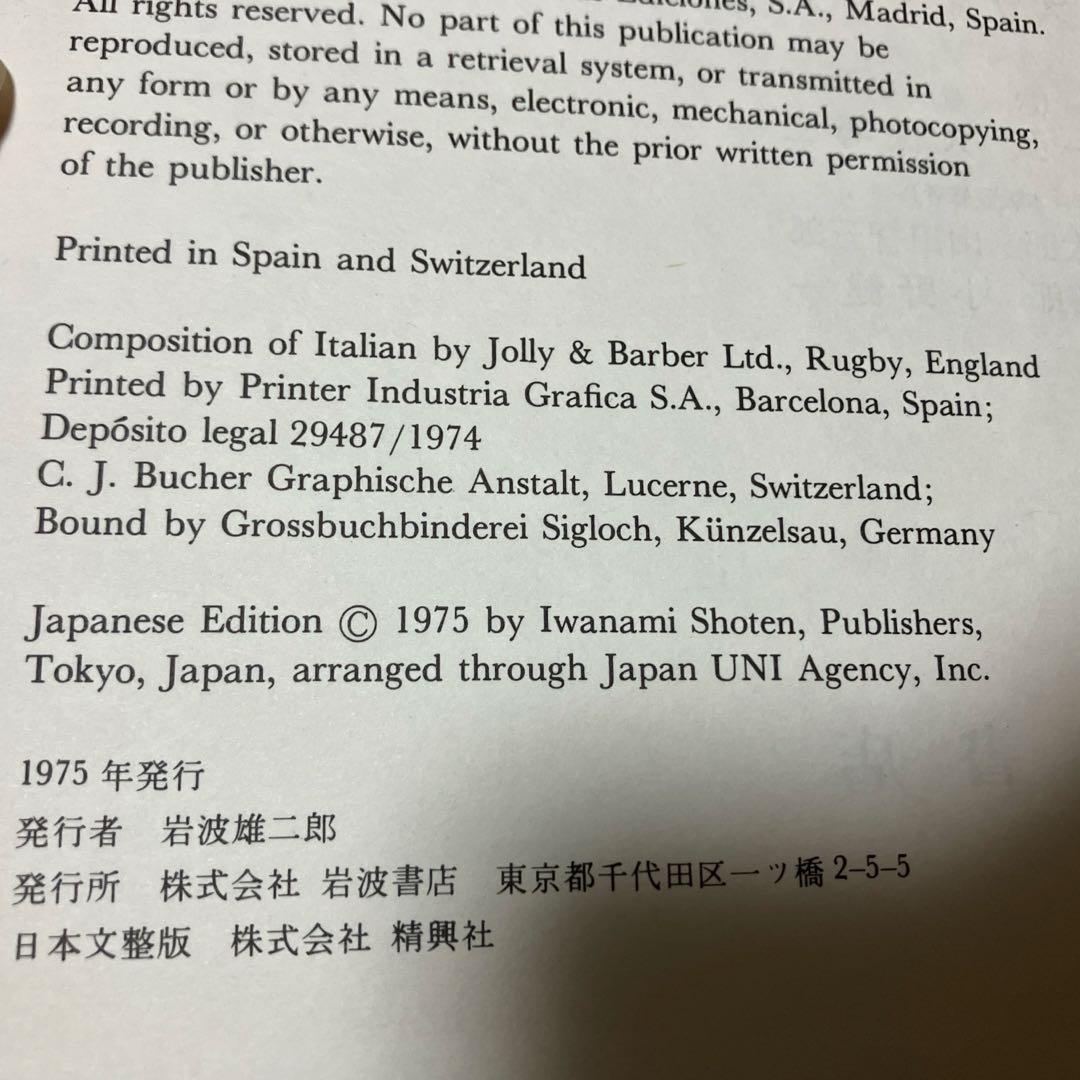 Ediciones, S.A., Madrid, Spain.
All rights reserved. No part of this publication may be
reproduced, stored in a retrieval system, or transmitted in
any form or by any means, electronic, mechanical, photocopying,
recording, or otherwise, without the prior written permission
of the publisher.
Printed in Spain and Switzerland
Composition of Italian by Jolly & Barber Ltd., Rugby, England
Printed by Printer Industria Grafica S.A., Barcelona, Spain;
Depósito legal 29487/1974
C. J. Bucher Graphische Anstalt, Lucerne, Switzerland;
Bound by Grossbuchbinderei Sigloch, Künzelsau, Germany
Japanese Edition © 1975 by Iwanami Shoten, Publishers,
Tokyo, Japan, arranged through Japan UNI Agency, Inc.
1975 年発行
発行者 岩波雄二郎
発行所 株式会社 岩波書店 東京都千代田区一ッ橋 2–5–5
日本文整版 株式会社 精興社